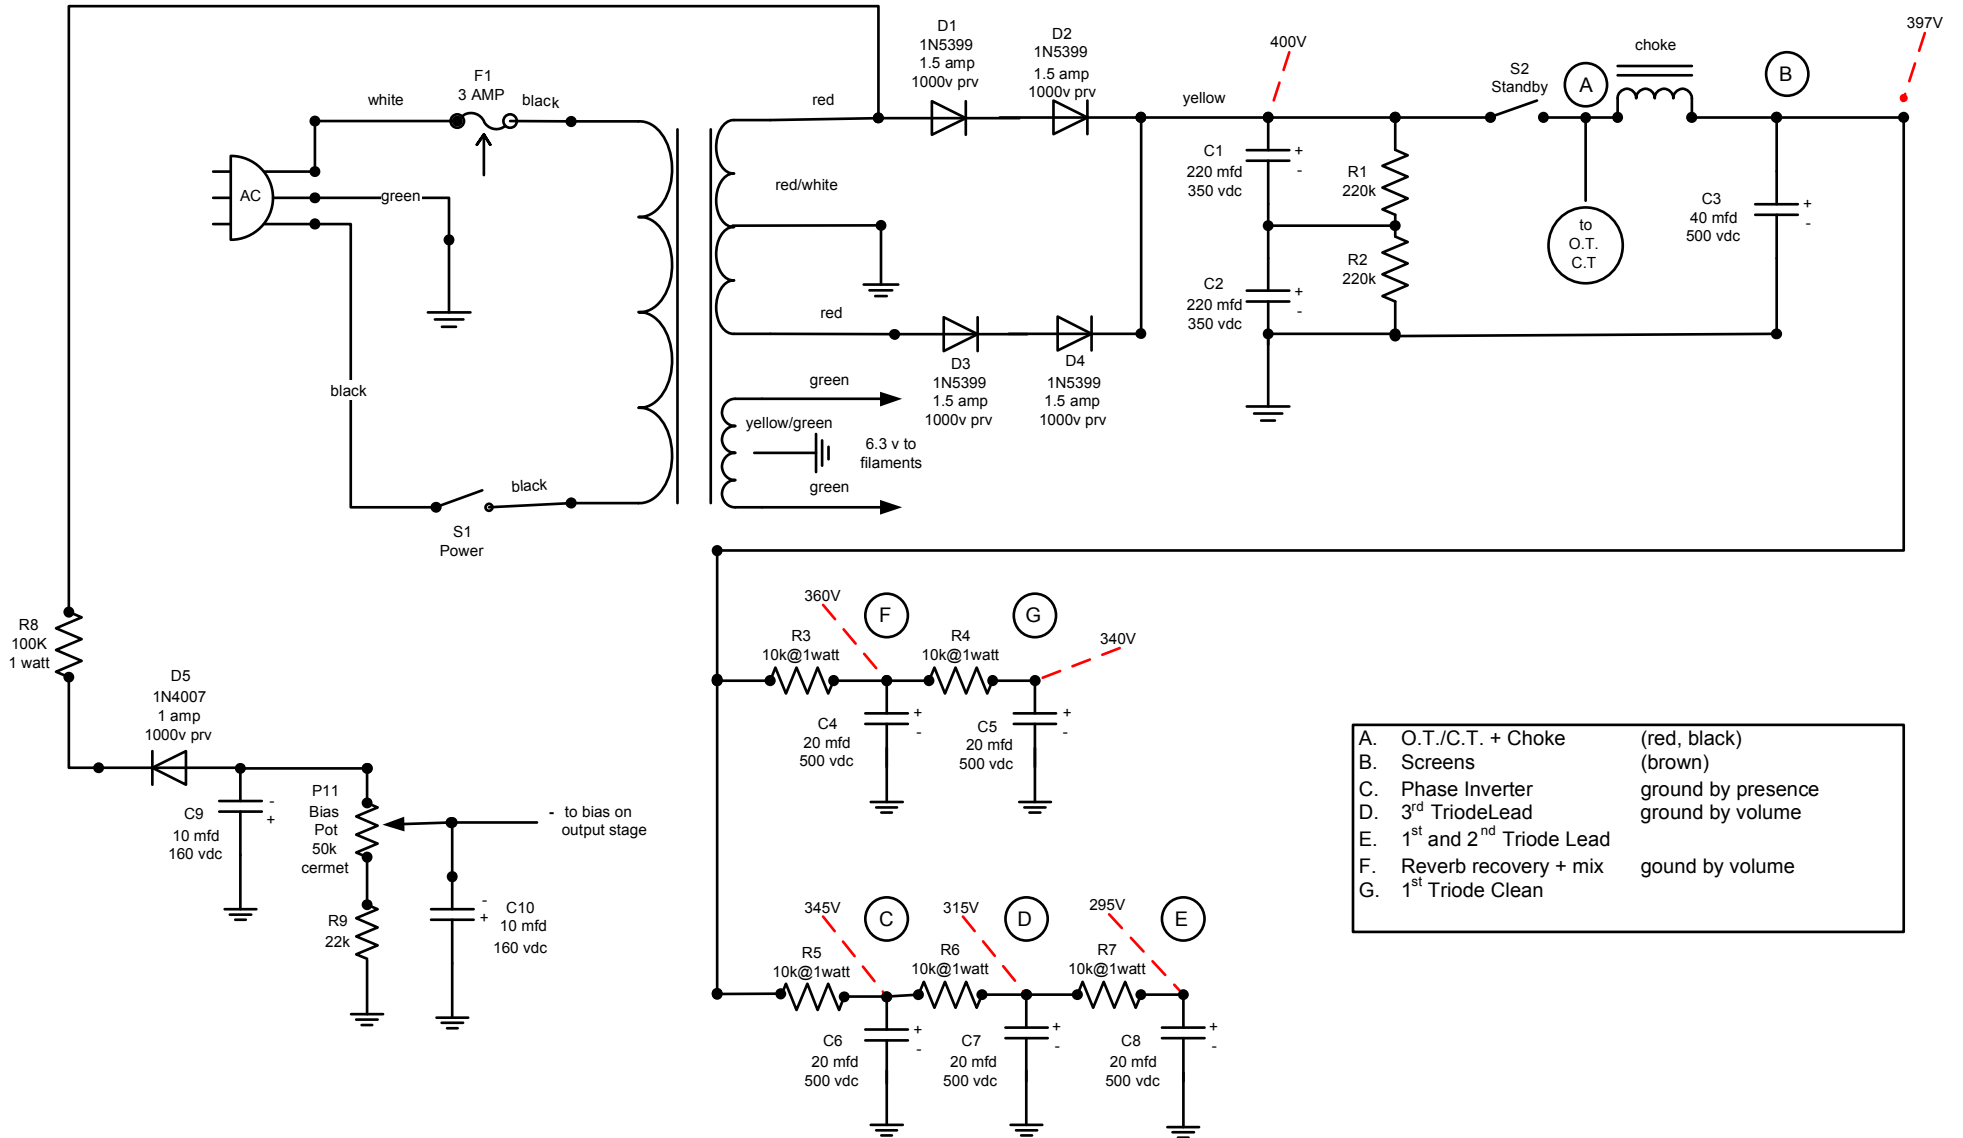 D1
1N5399
1.5 amp
1000v prv
D2
1N5399
1.5 amp
1000v prv
400V
choke
397V
F1
3 AMP
white
black
red
yellow
S2
Standby
A
B
AC
green
red/white
C1
220 mfd
350 vdc
+
-
R1
220k
to
O.T.
C.T
C3
40 mfd
500 vdc
+
-
C2
220 mfd
350 vdc
+
-
R2
220k
red
D3
1N5399
1.5 amp
1000v prv
D4
1N5399
1.5 amp
1000v prv
black
green
yellow/green
6.3 v to
filaments
green
black
S1
Power
R8
100K
1 watt
D5
1N4007
1 amp
1000v prv
C9
10 mfd
160 vdc
-
+
P11
Bias
Pot
50k
cermet
- to bias on
output stage
R9
22k
-
+
C10
10 mfd
160 vdc
360V
F
G
340V
R3
10k@1watt
R4
10k@1watt
C4
20 mfd
500 vdc
+
-
C5
20 mfd
500 vdc
+
-
345V
C
315V
D
295V
E
R5
10k@1watt
R6
10k@1watt
R7
10k@1watt
C6
20 mfd
500 vdc
+
-
C7
20 mfd
500 vdc
+
-
C8
20 mfd
500 vdc
+
-
A. O.T./C.T. + Choke (red, black)
B. Screens (brown)
C. Phase Inverter ground by presence
D. 3rd TriodeLead ground by volume
E. 1st and 2nd Triode Lead
F. Reverb recovery + mix gound by volume
G. 1st Triode Clean